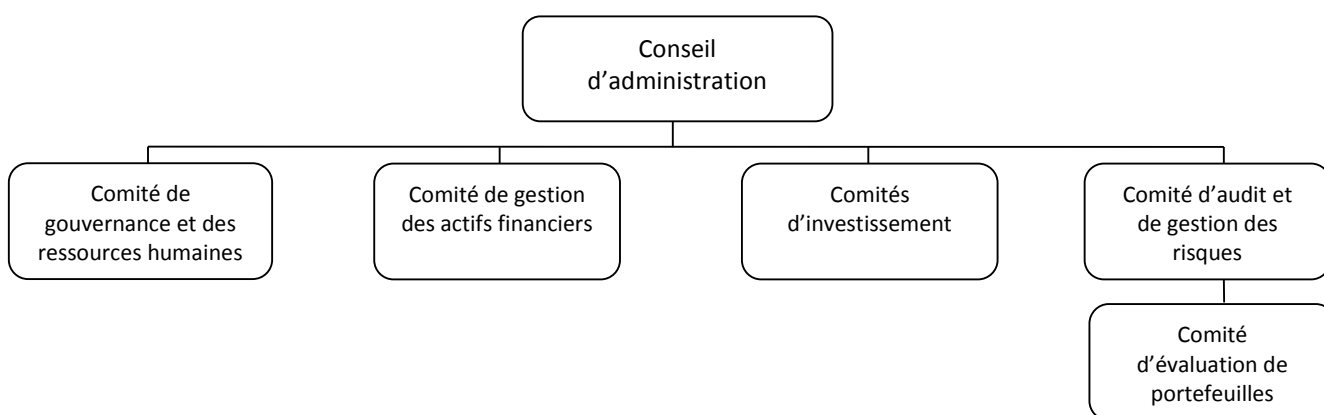 Conseil
d’administration
Comité de
gouvernance et des
ressources humaines
Comité de gestion
des actifs financiers
Comités
d’investissement
Comité d’audit et
de gestion des
risques
Comité
d’évaluation de
portefeuilles